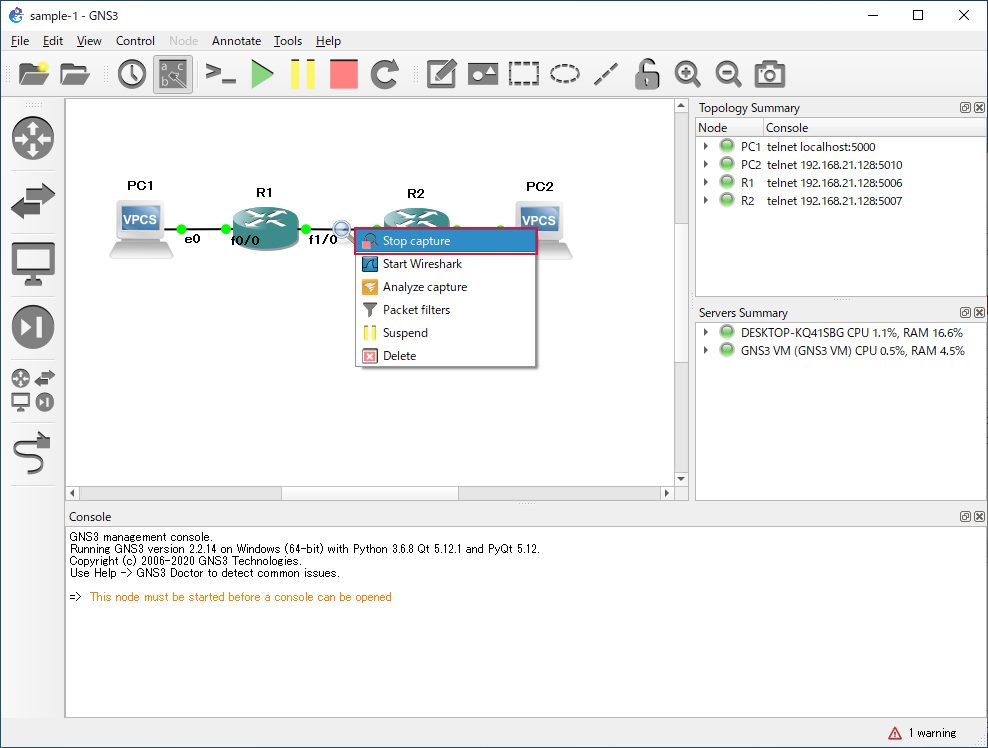 sample-1 - GNS3
File Edit View Control Node Annotate Tools Help
a c
b
Topology Summary
Node Console
PC1 telnet localhost:5000
PC2 telnet 192.168.21.128:5010
R1 telnet 192.168.21.128:5006
R2 telnet 192.168.21.128:5007
PC1
R1
R2
PC2
VPCS
VPCS
e0
f0/0
f1/0
Stop capture
Start Wireshark
Analyze capture
Packet filters
Suspend
Delete
Servers Summary
DESKTOP-KQ41SBG CPU 1.1%, RAM 16.6%
GNS3 VM (GNS3 VM) CPU 0.5%, RAM 4.5%
Console
GNS3 management console.
Running GNS3 version 2.2.14 on Windows (64-bit) with Python 3.6.8 Qt 5.12.1 and PyQt 5.12.
Copyright (c) 2006-2020 GNS3 Technologies.
Use Help -> GNS3 Doctor to detect common issues.
=> This node must be started before a console can be opened
1 warning